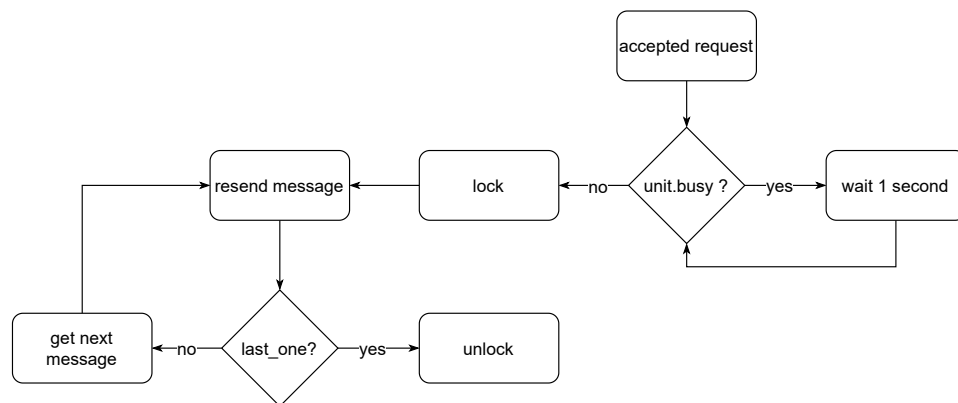 accepted request
resend message
lock
no
unit.busy ?
yes
wait 1 second
get next
message
no
last_one?
yes
unlock